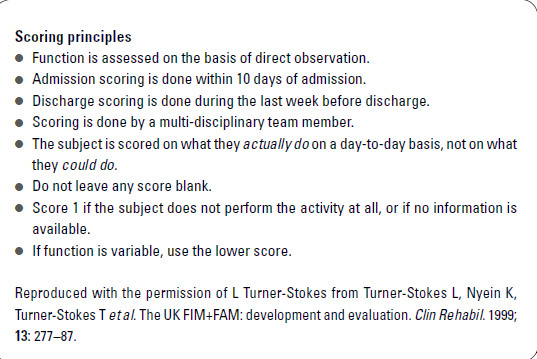 Scoring principles
● Function is assessed on the basis of direct observation.
● Admission scoring is done within 10 days of admission.
● Discharge scoring is done during the last week before discharge.
● Scoring is done by a multi-disciplinary team member.
● The subject is scored on what they actually do on a day-to-day basis, not on what
they could do.
● Do not leave any score blank.
● Score 1 if the subject does not perform the activity at all, or if no information is
available.
● If function is variable, use the lower score.
Reproduced with the permission of L Turner-Stokes from Turner-Stokes L, Nyein K,
Turner-Stokes T et al. The UK FIM+FAM: development and evaluation. Clin Rehabil. 1999;
13: 277–87.